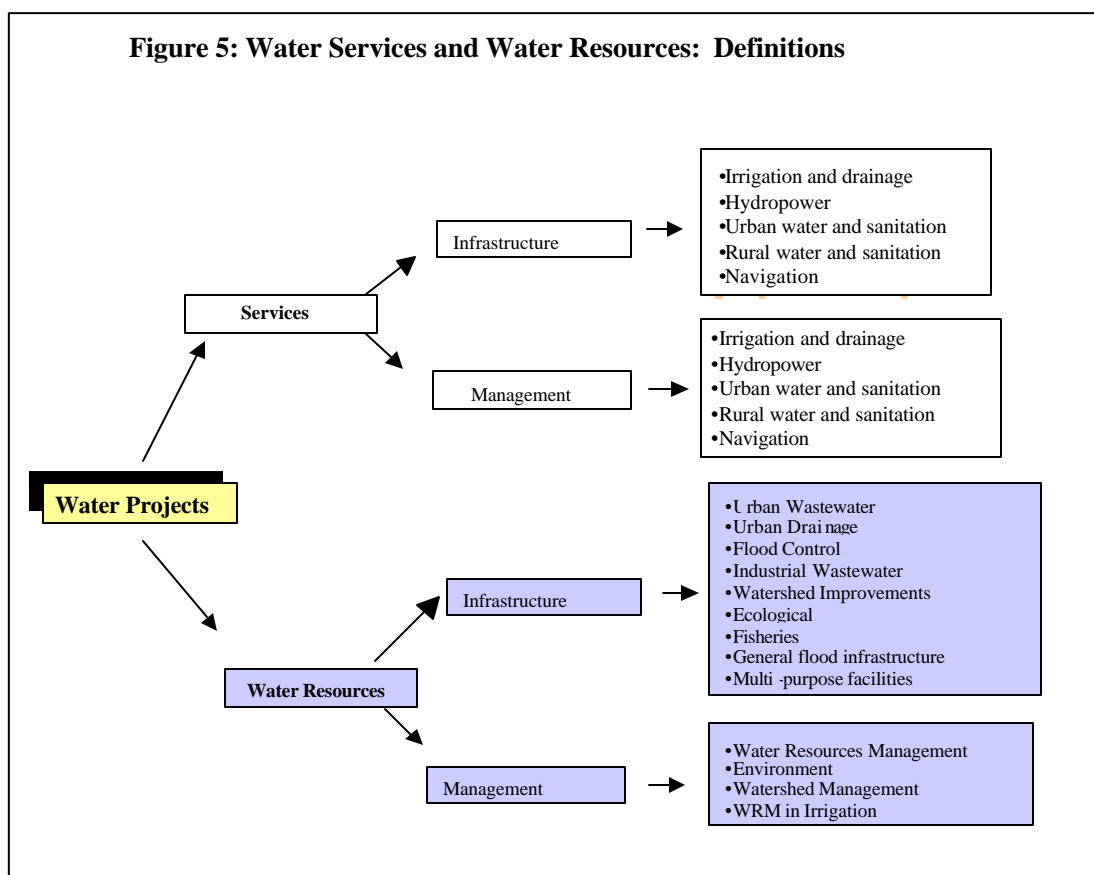 Figure 5: Water Services and Water Resources: Definitions
•Irrigation and drainage
•Hydropower
•Urban water and sanitation
•Rural water and sanitation
•Navigation
Infrastructure
Services
•Irrigation and drainage
•Hydropower
•Urban water and sanitation
•Rural water and sanitation
•Navigation
Management
Water Projects
•Urban Wastewater
•Urban Drainage
•Flood Control
•Industrial Wastewater
•Watershed Improvements
•Ecological
•Fisheries
•General flood infrastructure
•Multi -purpose facilities
Infrastructure
Water Resources
•Water Resources Management
•Environment
•Watershed Management
•WRM in Irrigation
Management